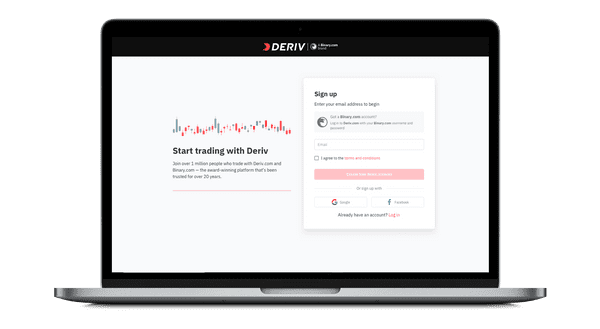 DERIV
A Binary.com
brand
Sign up
Enter your email address to begin
Got a Binary.com account?
Log in to Deriv.com with your Binary.com username and
password.
Start trading with Deriv
Join over 1 million people who trade with Deriv.com and
Binary.com — the award-winning platform that's been
trusted for over 20 years.
Email
I agree to the terms and conditions
Create free demo account
Or sign up with
Google
Facebook
Already have an account? Log in